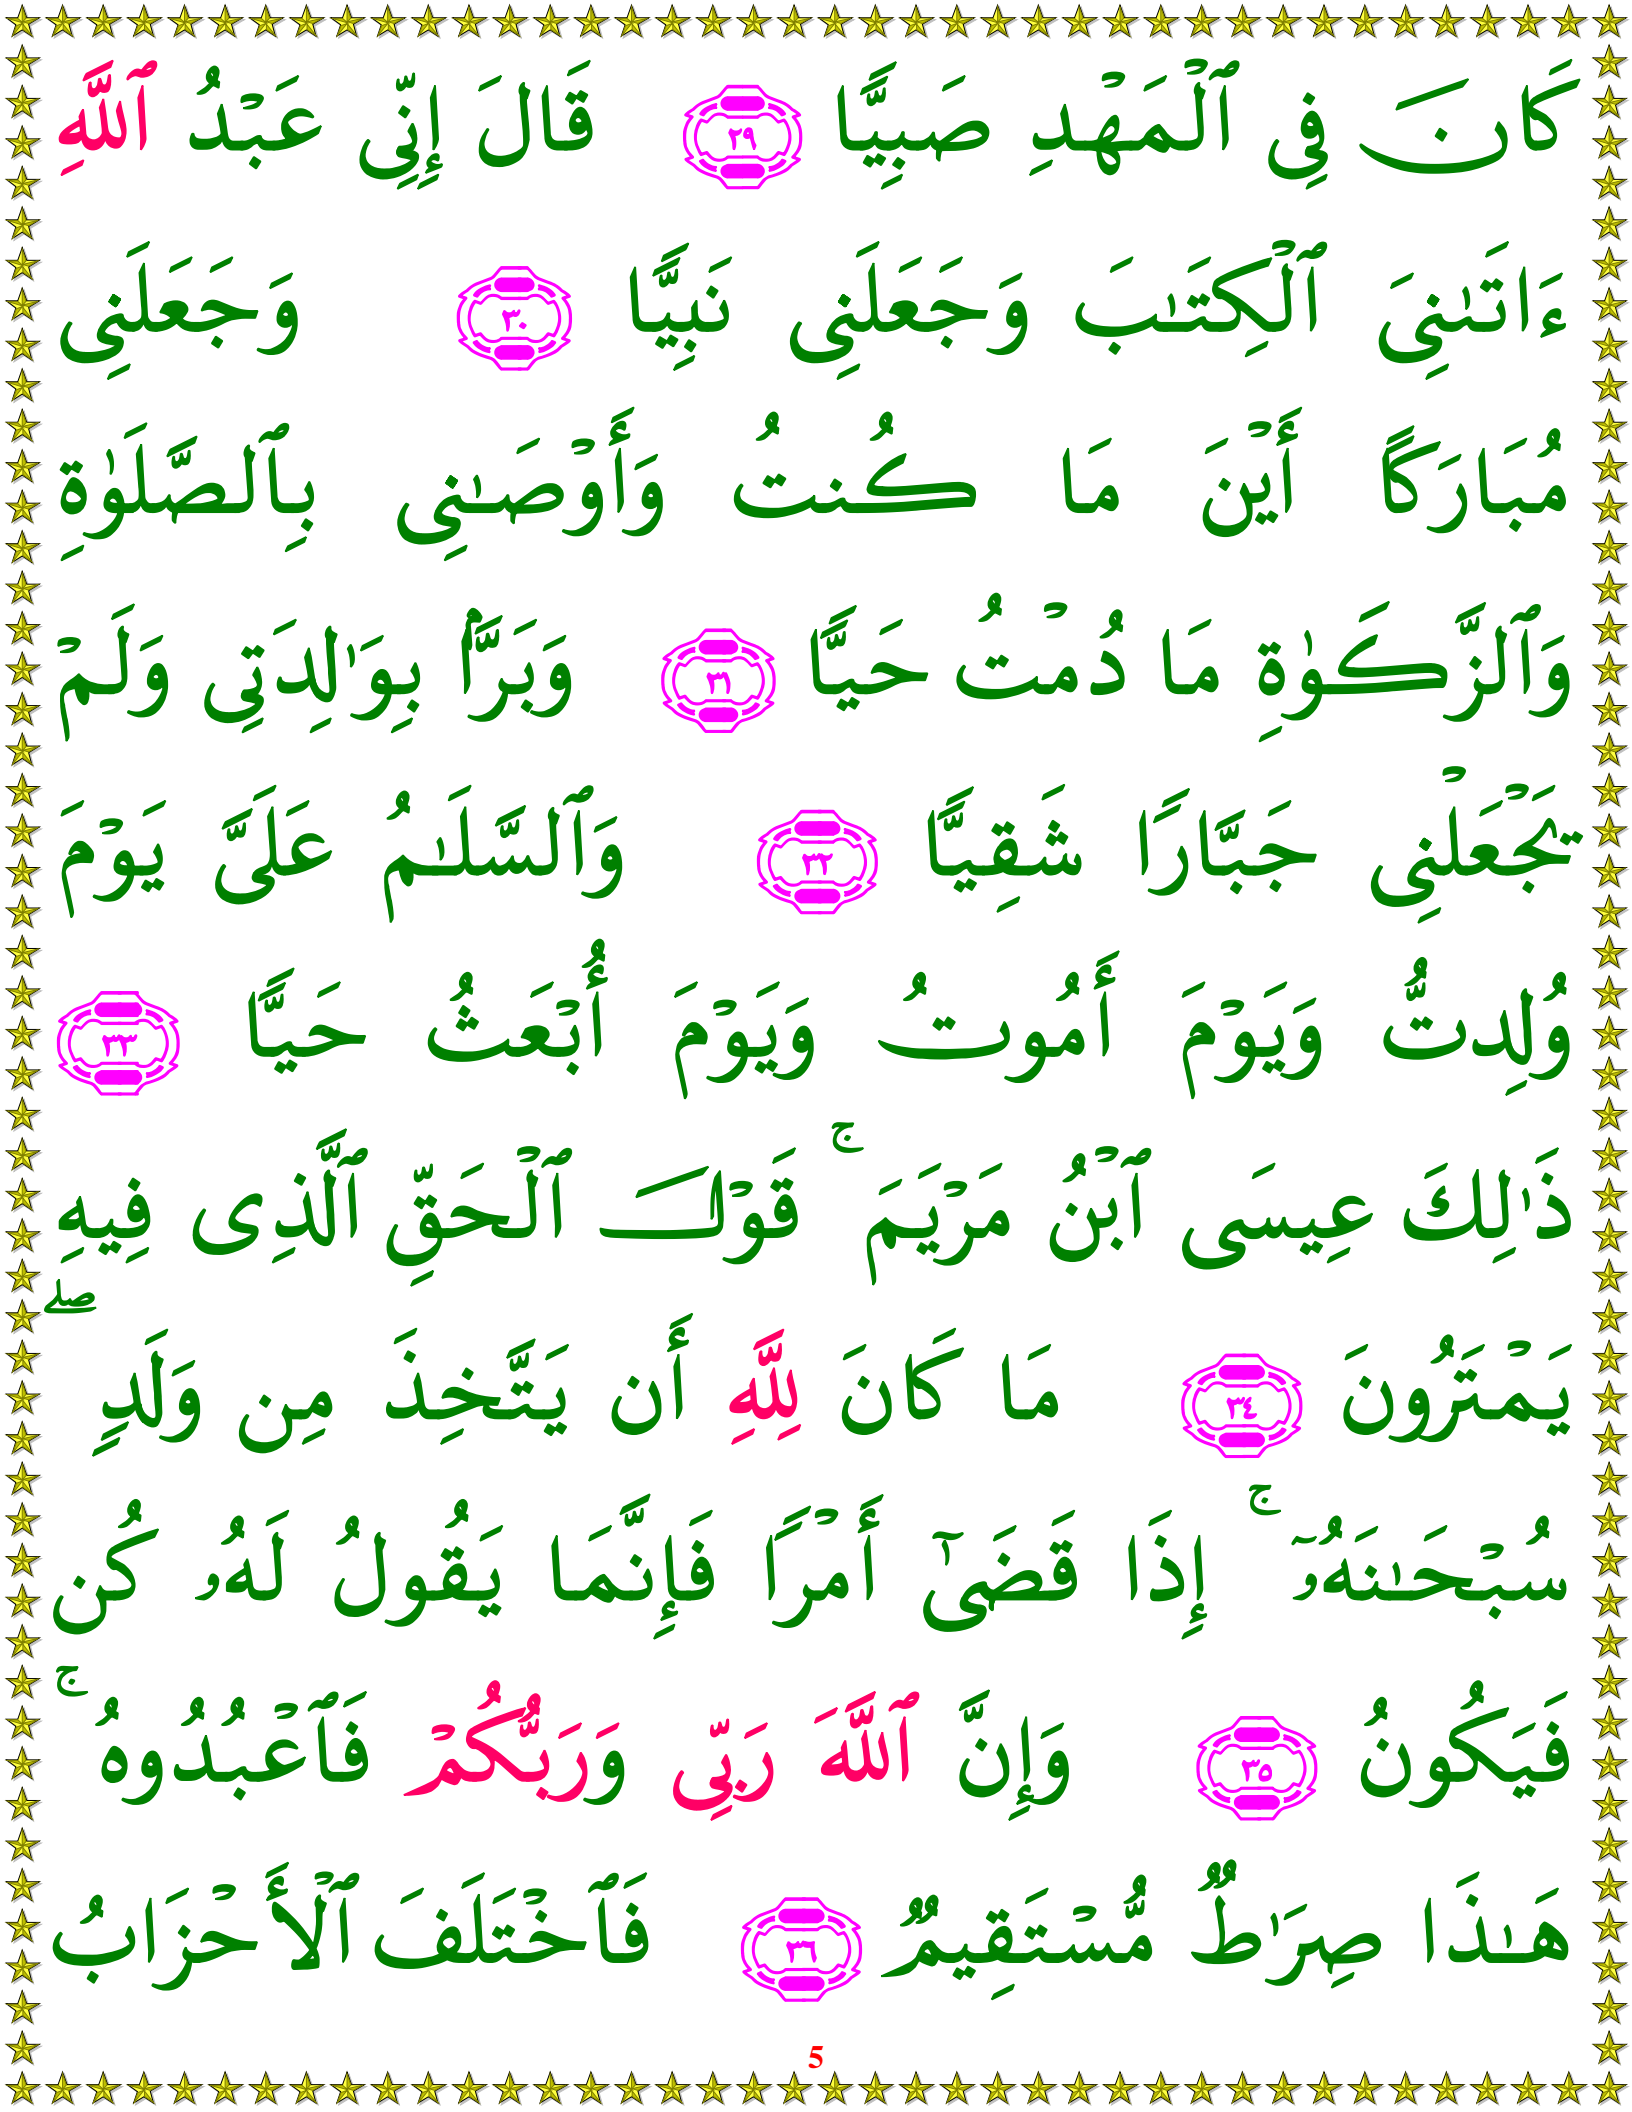 كَانَ فِي ٱلۡمَهۡدِ صَبِيّٗا ٢٩ قَالَ إِنِّي عَبۡدُ ٱللَّهِ
ءَاتَىٰنِيَ ٱلۡكِتَٰبَ وَجَعَلَنِي نَبِيّٗا ٣٠ وَجَعَلَنِي
مُبَارَكًا أَيۡنَ مَا كُنتُ وَأَوۡصَٰنِي بِٱلصَّلَوٰةِ
وَٱلزَّكَوٰةِ مَا دُمۡتُ حَيّٗا ٣١ وَبَرَّۢا بِوَٰلِدَتِي وَلَمۡ
يَجۡعَلۡنِي جَبَّارٗا شَقِيّٗا ٣٢ وَٱلسَّلَٰمُ عَلَيَّ يَوۡمَ
وُلِدتُّ وَيَوۡمَ أَمُوتُ وَيَوۡمَ أُبۡعَثُ حَيّٗا ٣٣
ذَٰلِكَ عِيسَى ٱبۡنُ مَرۡيَمَۚ قَوۡلَ ٱلۡحَقِّ ٱلَّذِي فِيهِ
يَمۡتَرُونَ ٣٤ مَا كَانَ لِلَّهِ أَن يَتَّخِذَ مِن وَلَدٖۖ
سُبۡحَٰنَهُۥٓۚ إِذَا قَضَىٰٓ أَمۡرٗا فَإِنَّمَا يَقُولُ لَهُۥ كُن
فَيَكُونُ ٣٥ وَإِنَّ ٱللَّهَ رَبِّي وَرَبُّكُمۡ فَٱعۡبُدُوهُۚ
هَٰذَا صِرَٰطٞ مُّسۡتَقِيمٞ ٣٦ فَٱخۡتَلَفَ ٱلۡأَحۡزَابُ
5